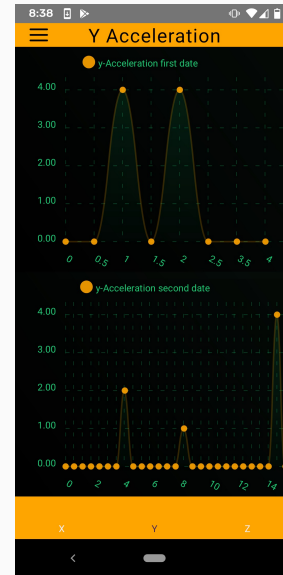 8:38
Y Acceleration
y-Acceleration first date
4.00
3.00
2.00
1.00
0.00
0 0.5 1 1.5 2 2.5 3.5 4
y-Acceleration second date
4.00
3.00
2.00
1.00
0.00
0 2 4 6 8 10 12 14
X Y Z